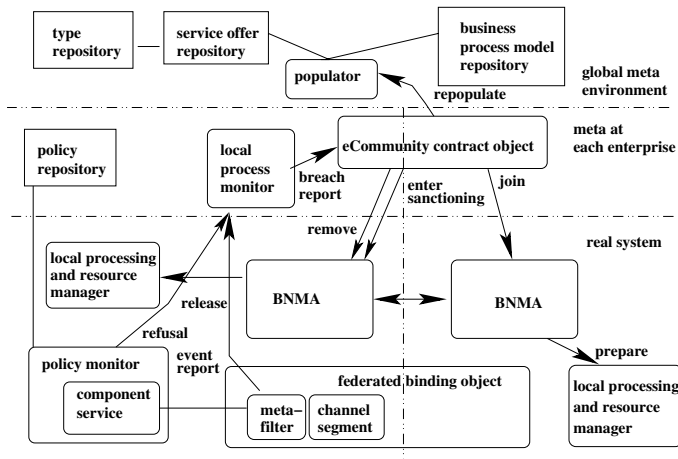 type
repository
service offer
repository
business
process model
repository
populator
global meta
environment
repopulate
policy
repository
local
process
monitor
eCommunity contract object
meta at
each enterprise
breach
report
enter
sanctioning
join
remove
real system
local processing
and resource
manager
release
BNMA
BNMA
refusal
event
report
prepare
policy monitor
component
service
federated binding object
meta−
filter
channel
segment
local processing
and resource
manager